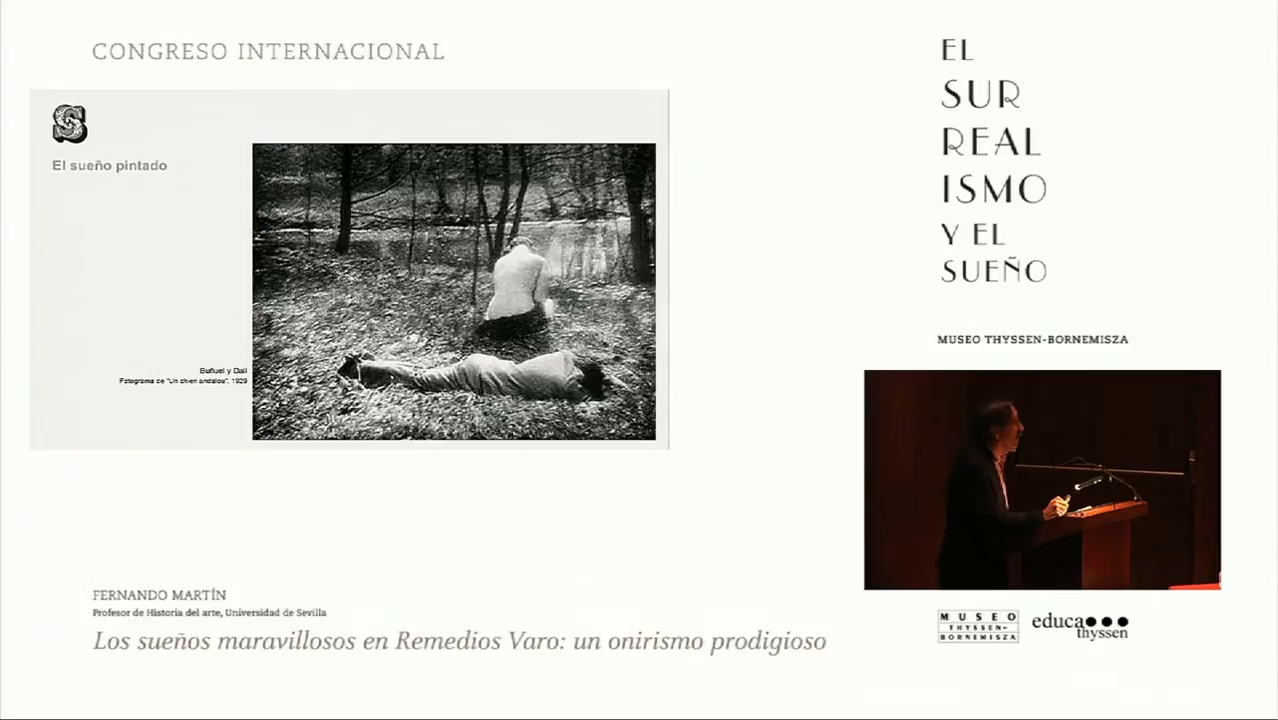 CONGRESO INTERNACIONAL
S
El sueño pintado
Buñuel y Dalí
Fotograma de "Un chien andalou", 1929
EL
SUR
REAL
ISMO
Y EL
SUEÑO
MUSEO THYSSEN-BORNEMISZA
FERNANDO MARTÍN
Profesor de Historia del arte, Universidad de Sevilla
Los sueños maravillosos en Remedios Varo: un onirismo prodigioso
MUSEO
THYSSEN-
BORNEMISZA
educa
thyssen